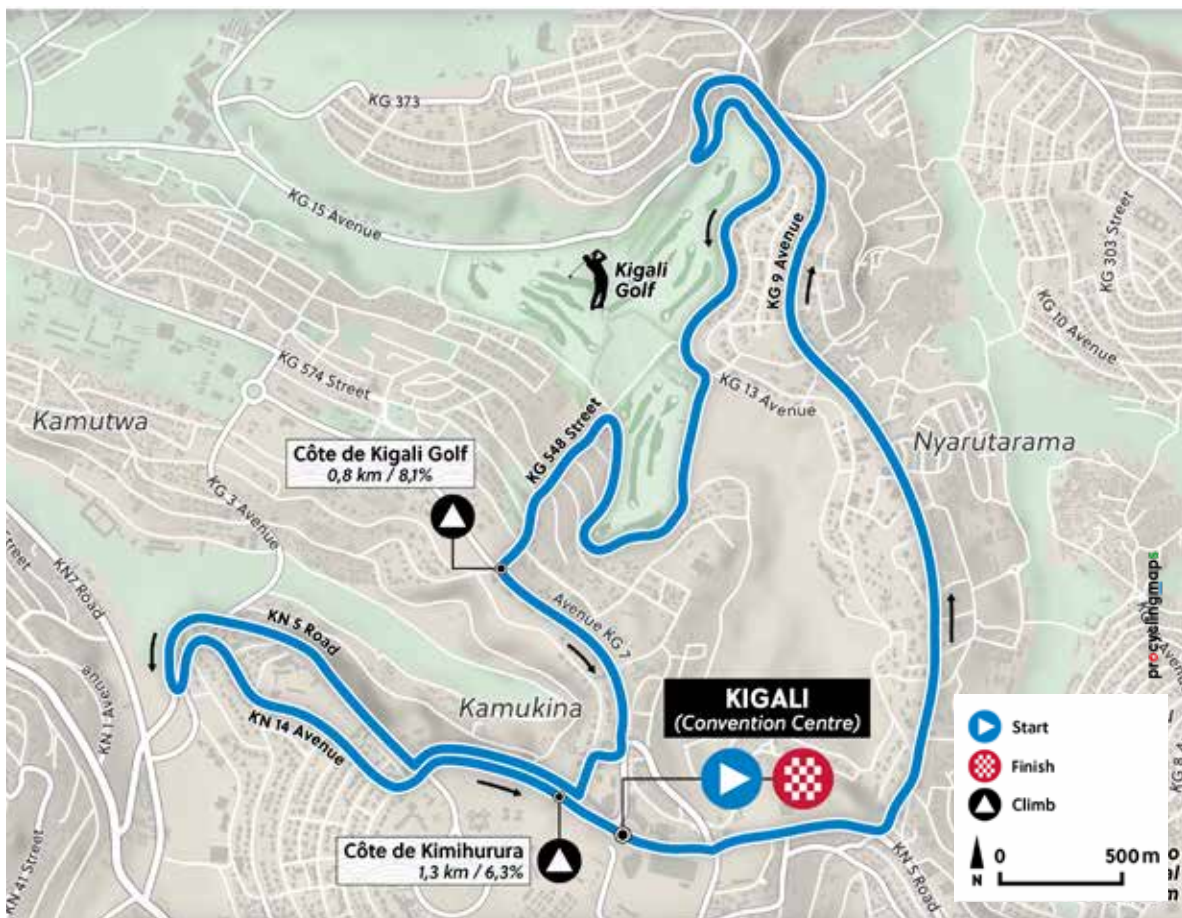 KG 373
KG 15 Avenue
Kigali
Golf
KG 9 Avenue
KG 303 Street
KG 10 Avenue
KG 574 Street
KG 13 Avenue
Kamutwa
KG 548 Street
Nyarutarama
Côte de Kigali Golf
0,8 km / 8,1%
KG 3 Avenue
Street
KN7 Road
Avenue KG 7
procyclingmaps
KN 5 Road
KN 1 Avenue
Kamukina
KIGALI
(Convention Centre)
KN 14 Avenue
Start
Finish
Climb
KG 8 A
Côte de Kimihurura
1,3 km / 6,3%
KN 41 Street
KN 5 Road
N
0 500 m